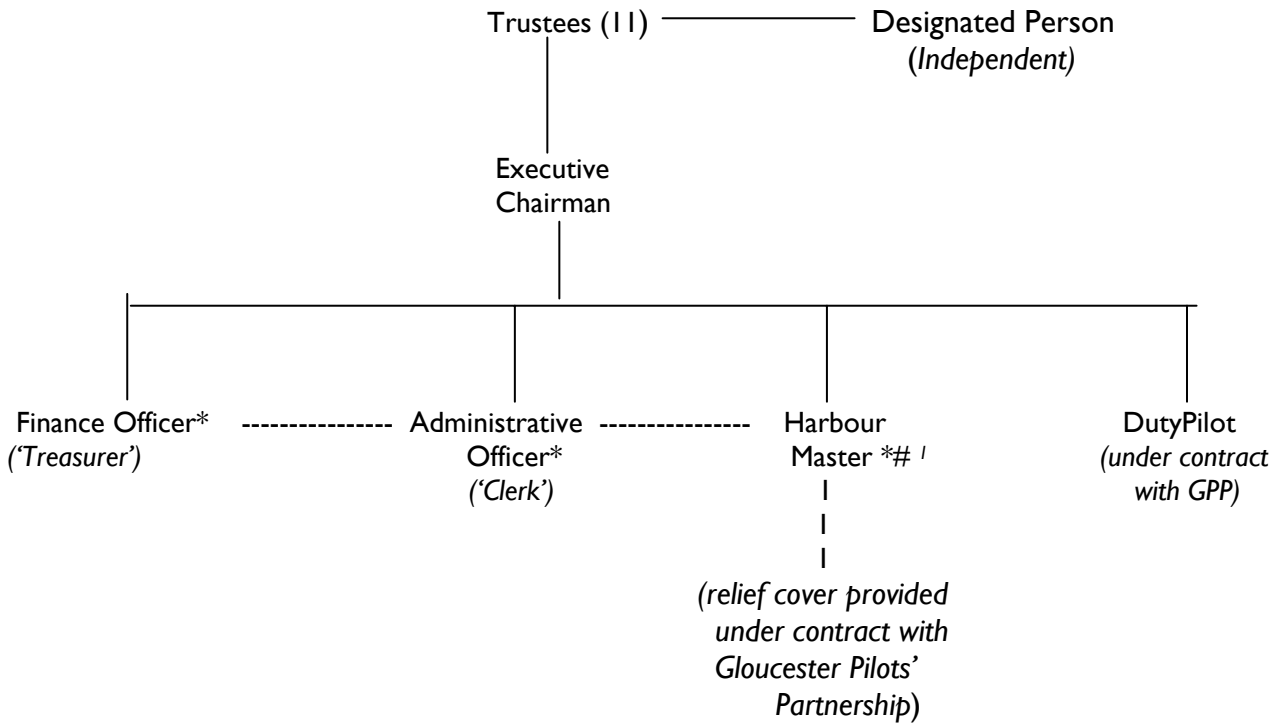 Trustees (11)
Designated Person
(Independent)
Executive
Chairman
Finance Officer*
('Treasurer')
Administrative
Officer*
('Clerk')
Harbour
Master *# 1
DutyPilot
(under contract
with GPP)
(relief cover provided
under contract with
Gloucester Pilots'
Partnership)